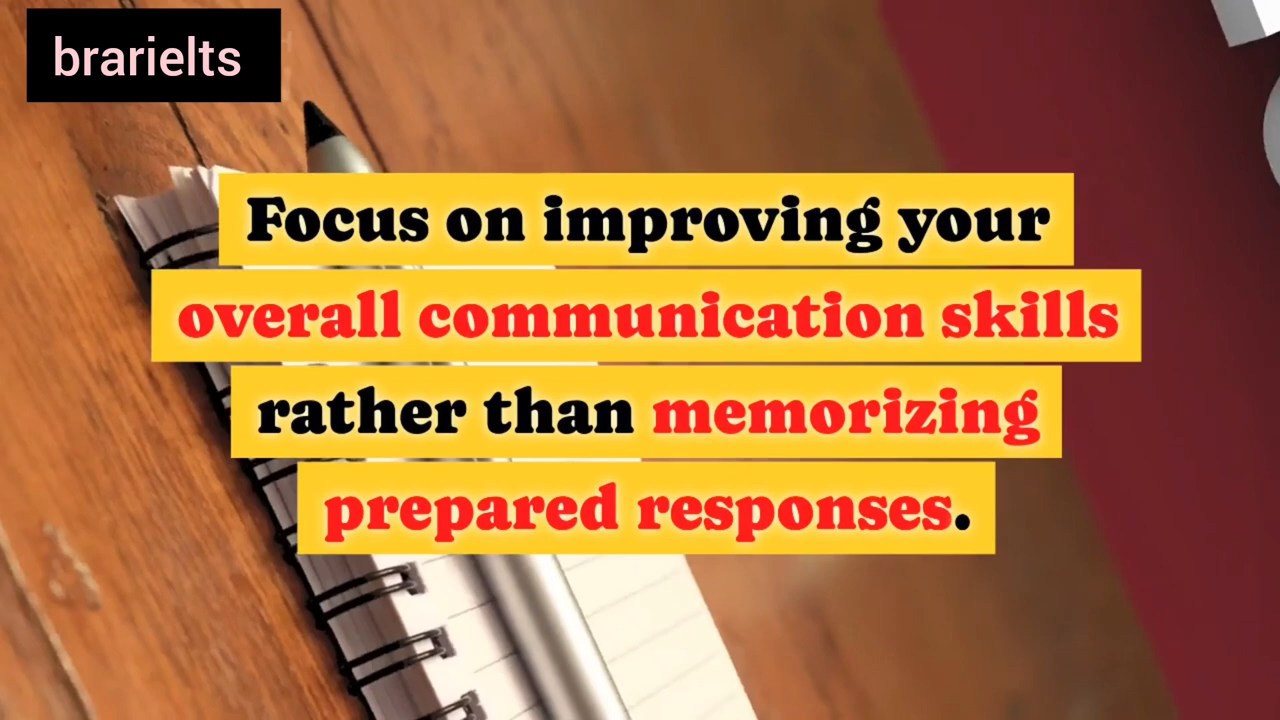 brarielts
Focus on improving your
overall communication skills
rather than memorizing
prepared responses.